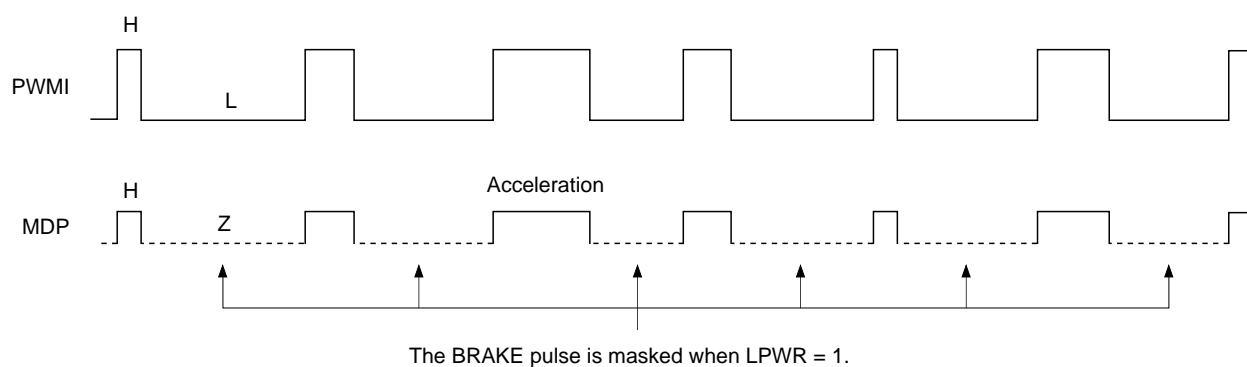 H
PWMI
L
Acceleration
H
MDP
Z
The BRAKE pulse is masked when LPWR = 1.